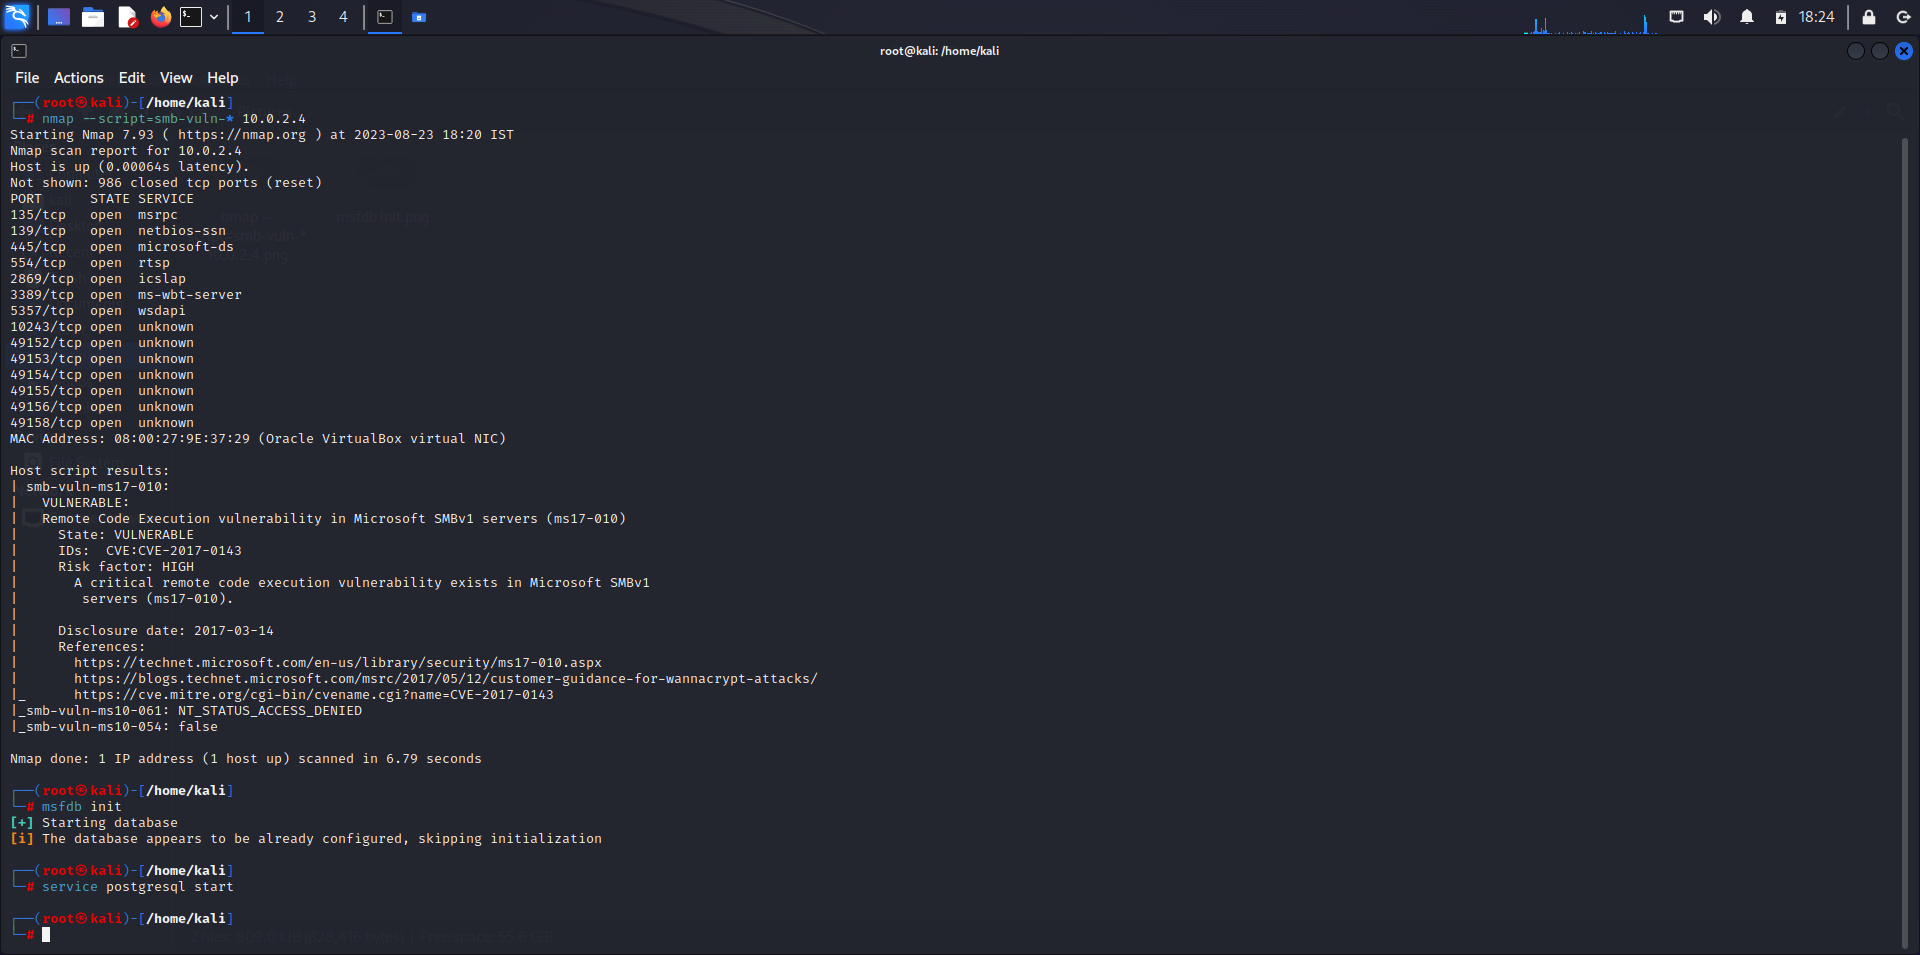 1 2 3 4 18:24
root@kali: /home/kali
File Actions Edit View Help
┌──(root㉿kali)-[/home/kali]
└─# nmap --script=smb-vuln-* 10.0.2.4
Starting Nmap 7.93 ( https://nmap.org ) at 2023-08-23 18:20 IST
Nmap scan report for 10.0.2.4
Host is up (0.00064s latency).
Not shown: 986 closed tcp ports (reset)
PORT      STATE SERVICE
135/tcp   open  msrpc
139/tcp   open  netbios-ssn
445/tcp   open  microsoft-ds
554/tcp   open  rtsp
2869/tcp  open  icslap
3389/tcp  open  ms-wbt-server
5357/tcp  open  wsdapi
10243/tcp open  unknown
49152/tcp open  unknown
49153/tcp open  unknown
49154/tcp open  unknown
49155/tcp open  unknown
49156/tcp open  unknown
49158/tcp open  unknown
MAC Address: 08:00:27:9E:37:29 (Oracle VirtualBox virtual NIC)
Host script results:
| smb-vuln-ms17-010:
|   VULNERABLE:
|   Remote Code Execution vulnerability in Microsoft SMBv1 servers (ms17-010)
|     State: VULNERABLE
|     IDs:  CVE:CVE-2017-0143
|     Risk factor: HIGH
|       A critical remote code execution vulnerability exists in Microsoft SMBv1
|        servers (ms17-010).
|
|     Disclosure date: 2017-03-14
|     References:
|       https://technet.microsoft.com/en-us/library/security/ms17-010.aspx
|       https://blogs.technet.microsoft.com/msrc/2017/05/12/customer-guidance-for-wannacrypt-attacks/
|_      https://cve.mitre.org/cgi-bin/cvename.cgi?name=CVE-2017-0143
|_smb-vuln-ms10-061: NT_STATUS_ACCESS_DENIED
|_smb-vuln-ms10-054: false
Nmap done: 1 IP address (1 host up) scanned in 6.79 seconds
┌──(root㉿kali)-[/home/kali]
└─# msfdb init
[+] Starting database
[i] The database appears to be already configured, skipping initialization
┌──(root㉿kali)-[/home/kali]
└─# service postgresql start
┌──(root㉿kali)-[/home/kali]
└─#